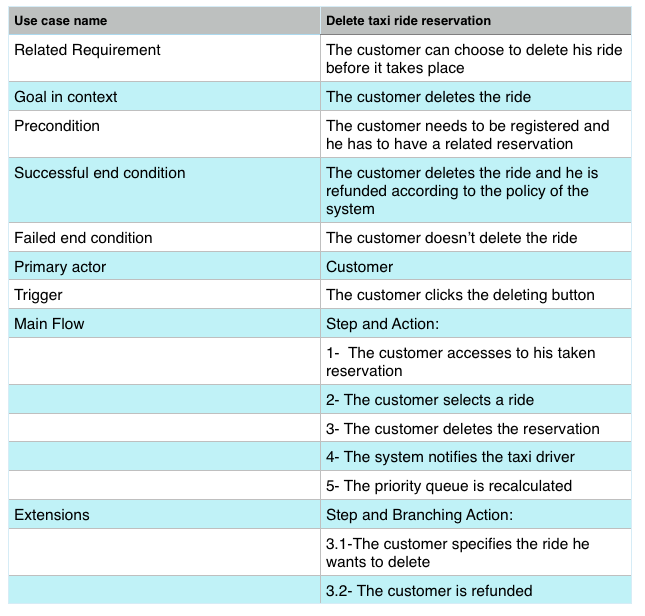 Use case name Delete taxi ride reservation
Related Requirement The customer can choose to delete his ride
before it takes place
Goal in context The customer deletes the ride
Precondition The customer needs to be registered and
he has to have a related reservation
Successful end condition The customer deletes the ride and he is
refunded according to the policy of the
system
Failed end condition The customer doesn’t delete the ride
Primary actor Customer
Trigger The customer clicks the deleting button
Main Flow Step and Action:
1- The customer accesses to his taken
reservation
2- The customer selects a ride
3- The customer deletes the reservation
4- The system notifies the taxi driver
5- The priority queue is recalculated
Extensions Step and Branching Action:
3.1-The customer specifies the ride he
wants to delete
3.2- The customer is refunded